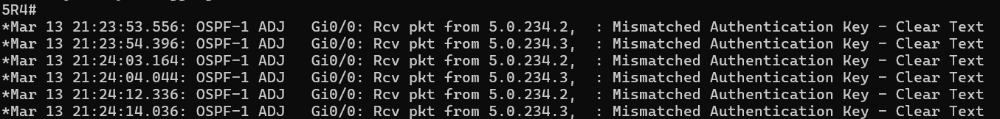 5R4#
*Mar 13 21:23:53.556: OSPF-1 ADJ   Gi0/0: Rcv pkt from 5.0.234.2,  : Mismatched Authentication Key - Clear Text
*Mar 13 21:23:54.396: OSPF-1 ADJ   Gi0/0: Rcv pkt from 5.0.234.3,  : Mismatched Authentication Key - Clear Text
*Mar 13 21:24:03.164: OSPF-1 ADJ   Gi0/0: Rcv pkt from 5.0.234.2,  : Mismatched Authentication Key - Clear Text
*Mar 13 21:24:04.044: OSPF-1 ADJ   Gi0/0: Rcv pkt from 5.0.234.3,  : Mismatched Authentication Key - Clear Text
*Mar 13 21:24:12.336: OSPF-1 ADJ   Gi0/0: Rcv pkt from 5.0.234.2,  : Mismatched Authentication Key - Clear Text
*Mar 13 21:24:14.036: OSPF-1 ADJ   Gi0/0: Rcv pkt from 5.0.234.3,  : Mismatched Authentication Key - Clear Text